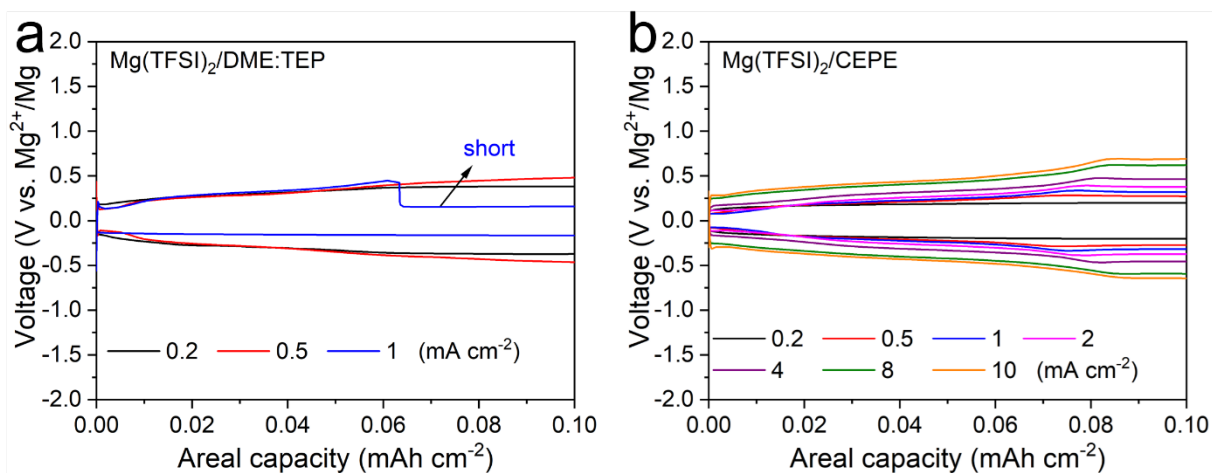 a
Mg(TFSI)₂/DME:TEP
short
2.0
1.5
1.0
0.5
0.0
-0.5
-1.0
-1.5
-2.0
Voltage (V vs. Mg²⁺/Mg
0.2 0.5 1 (mA cm⁻²)
0.00 0.02 0.04 0.06 0.08 0.10
Areal capacity (mAh cm⁻²)
b
Mg(TFSI)₂/CEPE
2.0
1.5
1.0
0.5
0.0
-0.5
-1.0
-1.5
-2.0
Voltage (V vs. Mg²⁺/Mg
0.2 0.5 1 2
4 8 10 (mA cm⁻²)
0.00 0.02 0.04 0.06 0.08 0.10
Areal capacity (mAh cm⁻²)